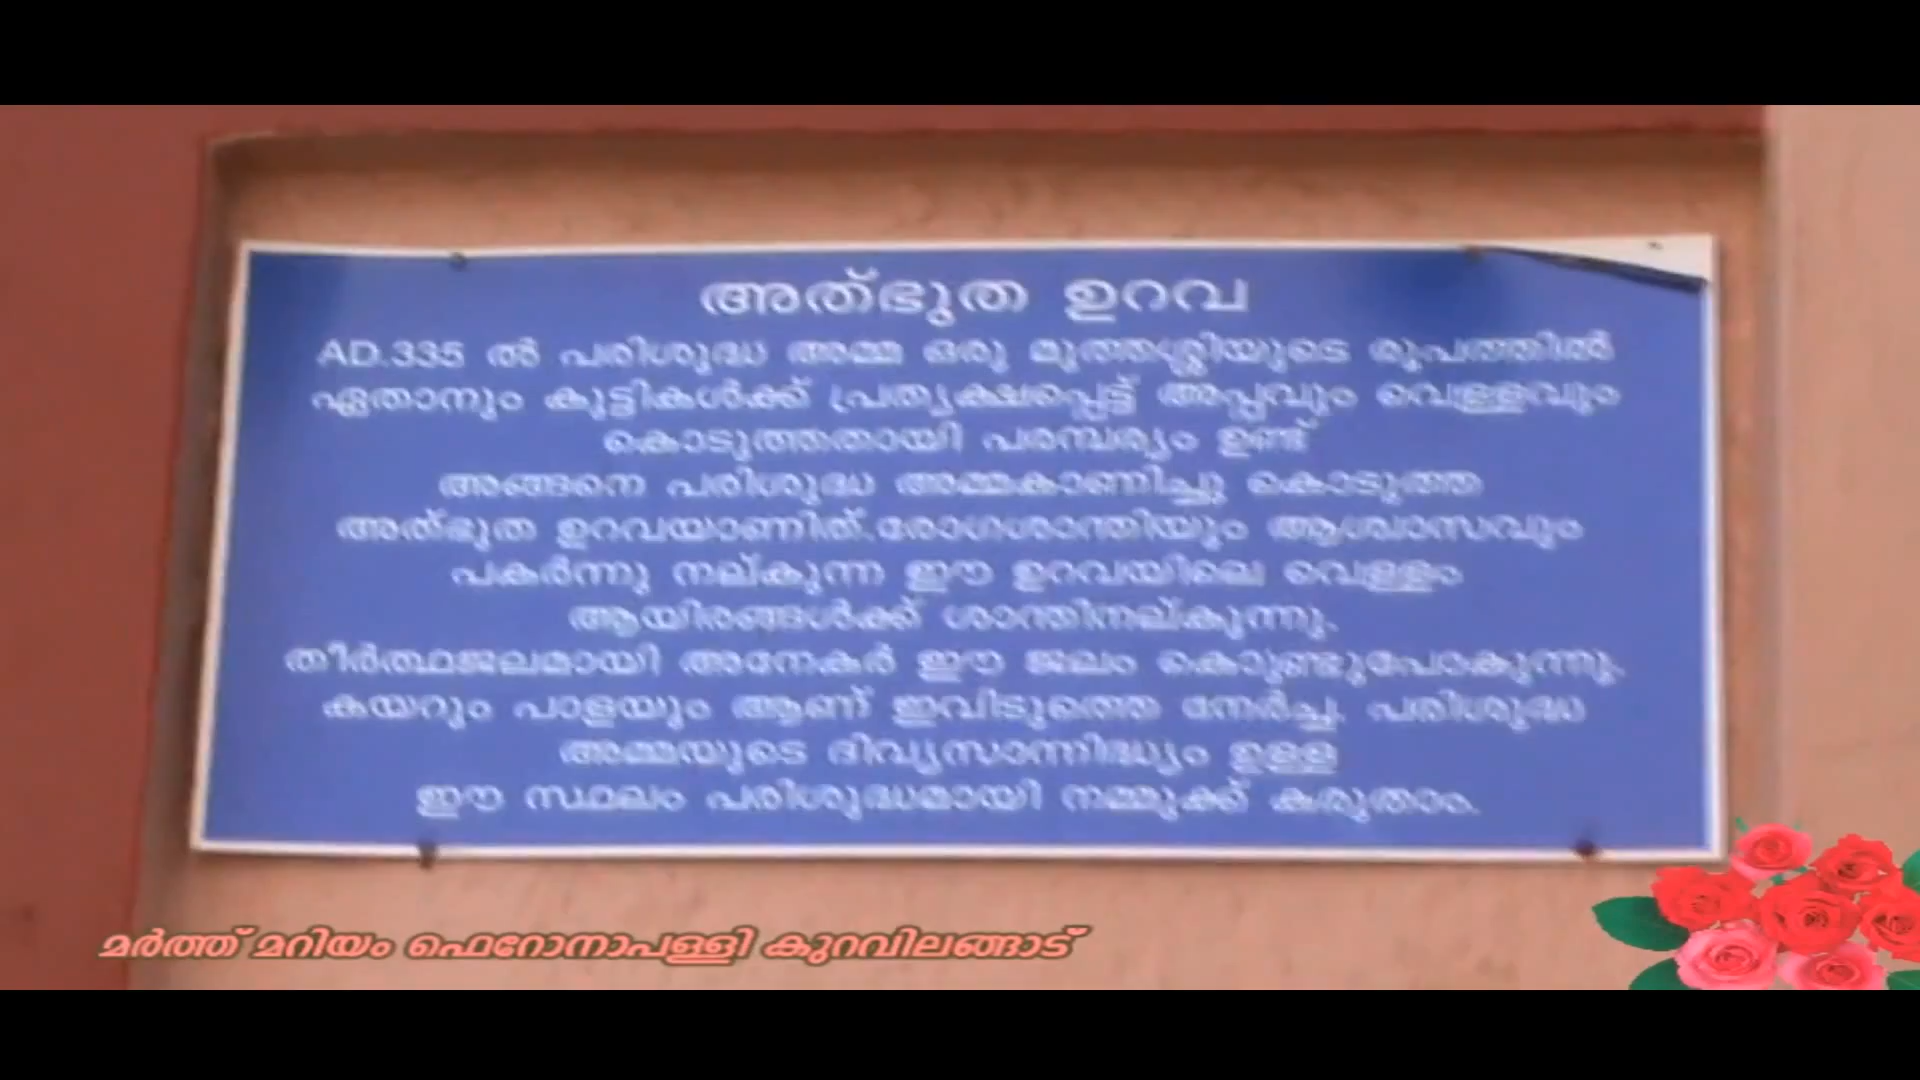 അത്ഭുത ഉറവ
AD.335 ൽ പരിശുദ്ധ അമ്മ ഒരു മുത്തശ്ശിയുടെ രൂപത്തിൽ
ഏതാനും കുട്ടികൾക്ക് പ്രത്യക്ഷപ്പെട്ട് അപ്പവും വെള്ളവും
കൊടുത്തതായി പരമ്പര്യം ഉണ്ട്
അങ്ങനെ പരിശുദ്ധ അമ്മകാണിച്ചു കൊടുത്ത
അത്ഭുത ഉറവയാണിത്.രോഗശാന്തിയും ആശ്വാസവും
പകർന്നു നല്കുന്ന ഈ ഉറവയിലെ വെള്ളം
ആയിരങ്ങൾക്ക് ശാന്തിനല്കുന്നു.
തീർത്ഥജലമായി അനേകർ ഈ ജലം കൊണ്ടുപോകുന്നു.
കയറും പാളയും ആണ് ഇവിടുത്തെ നേർച്ച. പരിശുദ്ധ
അമ്മയുടെ ദിവ്യസാന്നിദ്ധ്യം ഉള്ള
ഈ സ്ഥലം പരിശുദ്ധമായി നമ്മുക്ക് കരുതാം.
മർത്ത് മറിയം ഫെറോനാപള്ളി കുറവിലങ്ങാട്